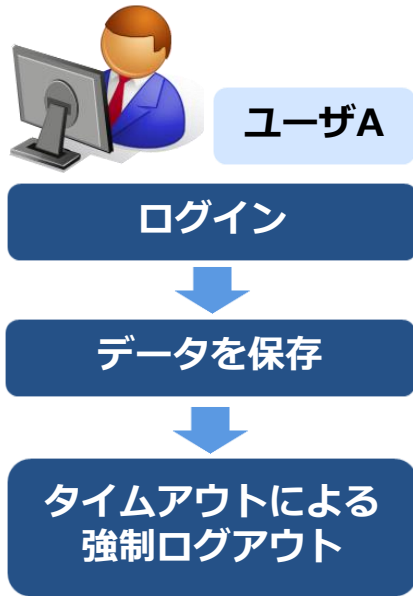 ユーザA
ログイン
データを保存
タイムアウトによる
強制ログアウト